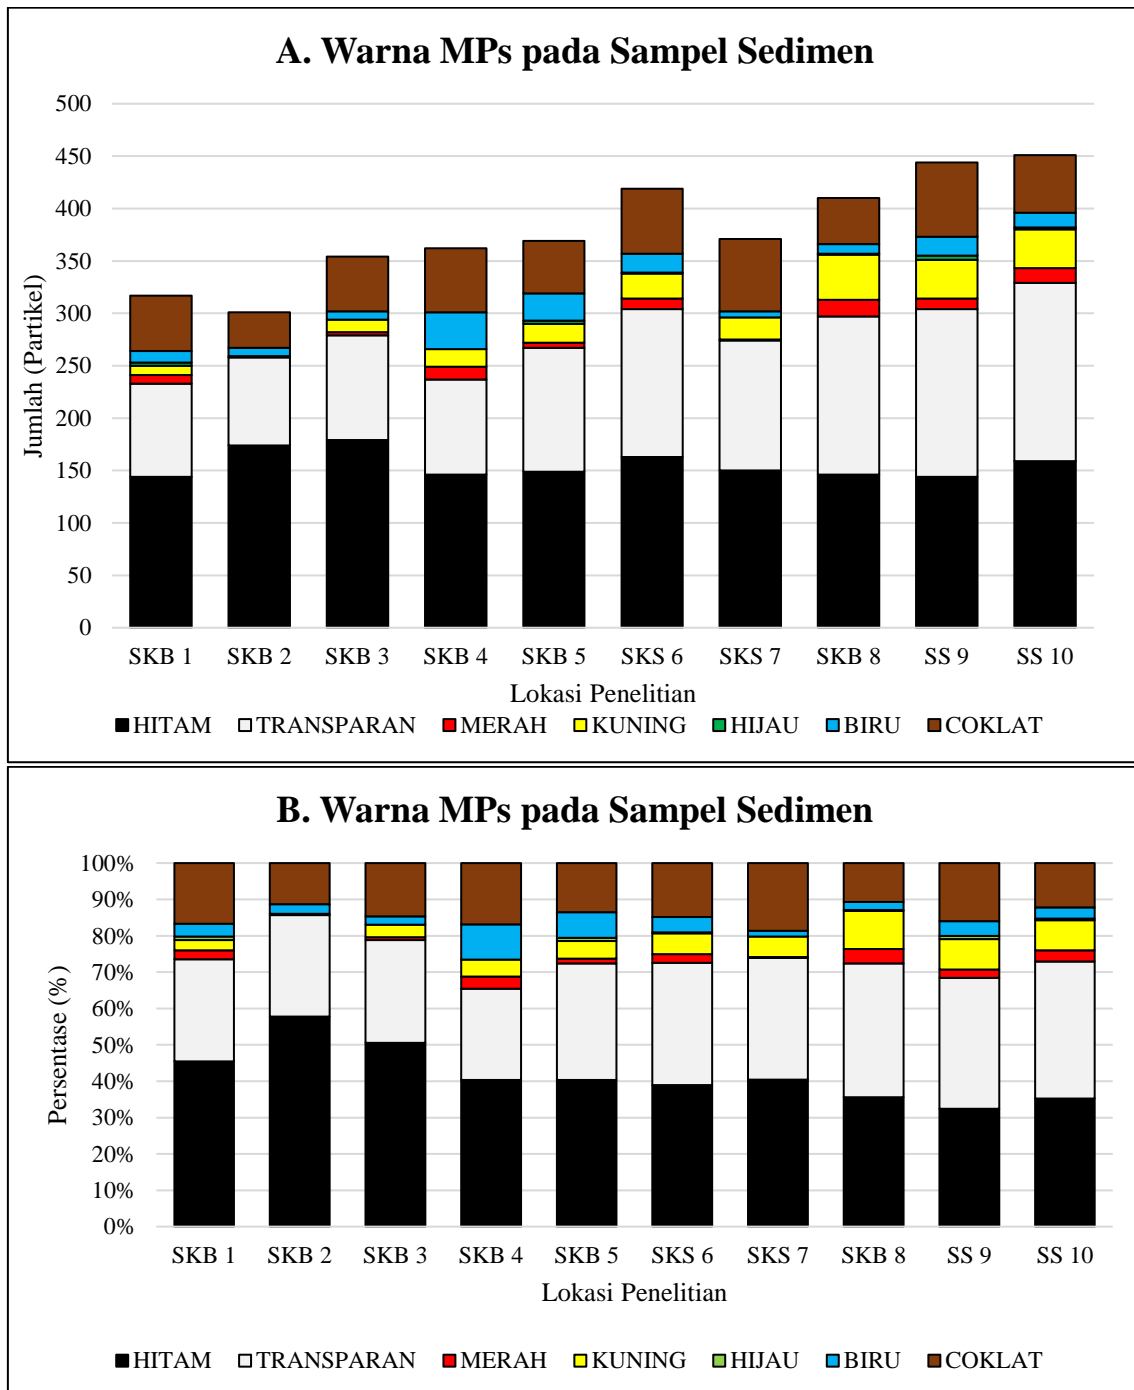 A. Warna MPs pada Sampel Sedimen
500
450
400
350
300
250
200
150
100
50
0
Jumlah (Partikel)
SKB 1 SKB 2 SKB 3 SKB 4 SKB 5 SKS 6 SKS 7 SKB 8 SS 9 SS 10
Lokasi Penelitian
HITAM TRANSPARAN MERAH KUNING HIJAU BIRU COKLAT
B. Warna MPs pada Sampel Sedimen
100%
90%
80%
70%
60%
50%
40%
30%
20%
10%
0%
Persentase (%)
SKB 1 SKB 2 SKB 3 SKB 4 SKB 5 SKS 6 SKS 7 SKB 8 SS 9 SS 10
Lokasi Penelitian
HITAM TRANSPARAN MERAH KUNING HIJAU BIRU COKLAT